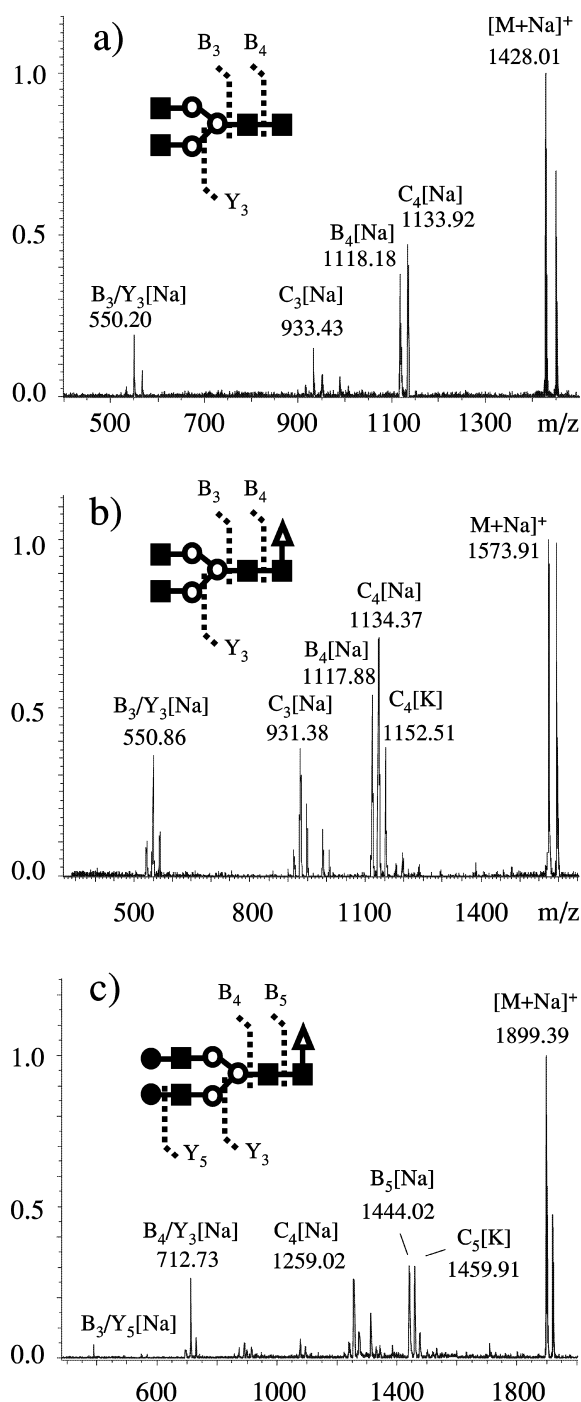 a)
[M+Na]+
1428.01
B3 B4
1.0
Y3
C4[Na]
1133.92
0.5
B4[Na]
1118.18
B3/Y3[Na]
550.20
C3[Na]
933.43
0.0
500 700 900 1100 1300 m/z
b)
B3 B4
M+Na]+
1573.91
1.0
Y3
C4[Na]
1134.37
B4[Na]
1117.88
B3/Y3[Na]
550.86
C3[Na]
931.38
C4[K]
1152.51
0.5
0.0
500 800 1100 1400 m/z
c)
B4 B5
[M+Na]+
1899.39
1.0
Y5 Y3
B5[Na]
1444.02
B4/Y3[Na]
712.73
C4[Na]
1259.02
C5[K]
1459.91
0.5
B3/Y5[Na]
0.0
600 1000 1400 1800